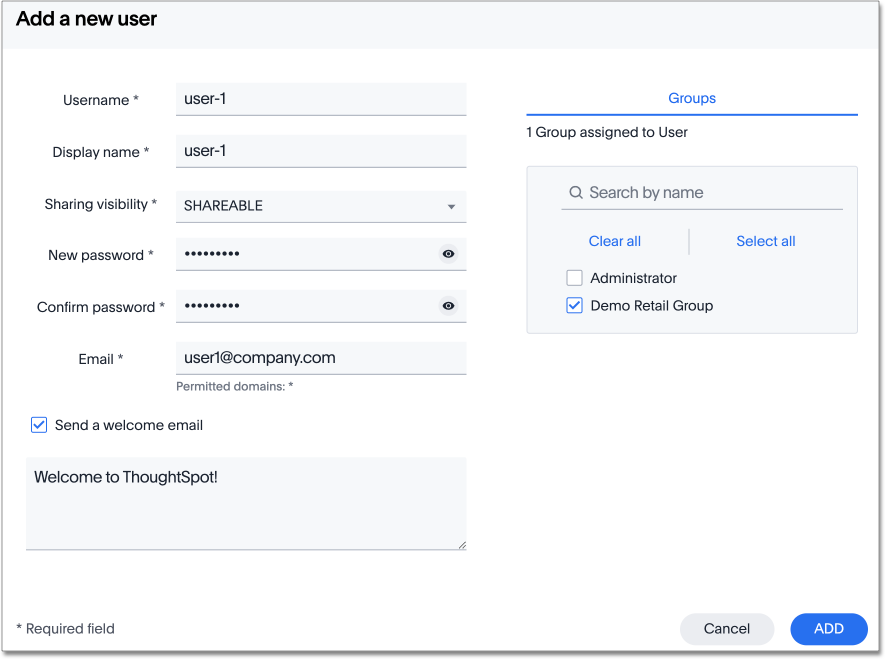 Add a new user
Username *
user-1
Display name *
user-1
Sharing visibility *
SHAREABLE
New password *
•••••••••
Confirm password *
•••••••••
Email *
user1@company.com
Permitted domains: *
Send a welcome email
Welcome to ThoughtSpot!
Groups
1 Group assigned to User
Search by name
Clear all
Select all
Administrator
Demo Retail Group
* Required field
Cancel
ADD